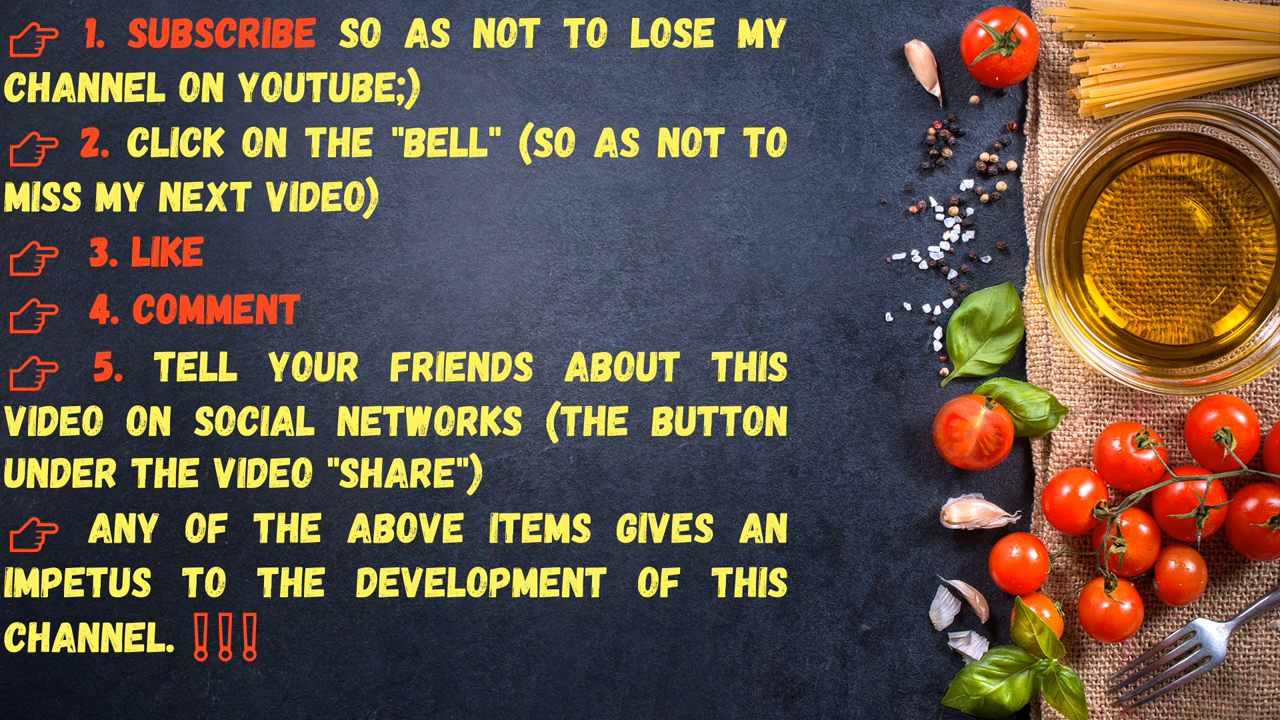 👉 1. SUBSCRIBE SO AS NOT TO LOSE MY
CHANNEL ON YOUTUBE;)
👉 2. CLICK ON THE "BELL" (SO AS NOT TO
MISS MY NEXT VIDEO)
👉 3. LIKE
👉 4. COMMENT
👉 5. TELL YOUR FRIENDS ABOUT THIS
VIDEO ON SOCIAL NETWORKS (THE BUTTON
UNDER THE VIDEO "SHARE")
👉 ANY OF THE ABOVE ITEMS GIVES AN
IMPETUS TO THE DEVELOPMENT OF THIS
CHANNEL. ❗❗❗